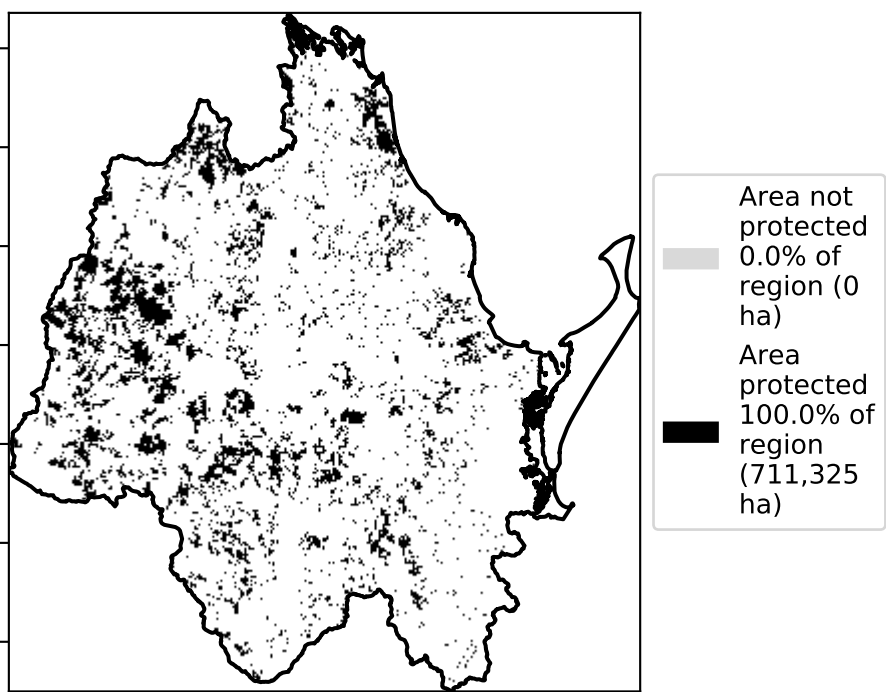 Area not
protected
0.0% of
region (0
ha)
Area
protected
100.0% of
region
(711,325
ha)